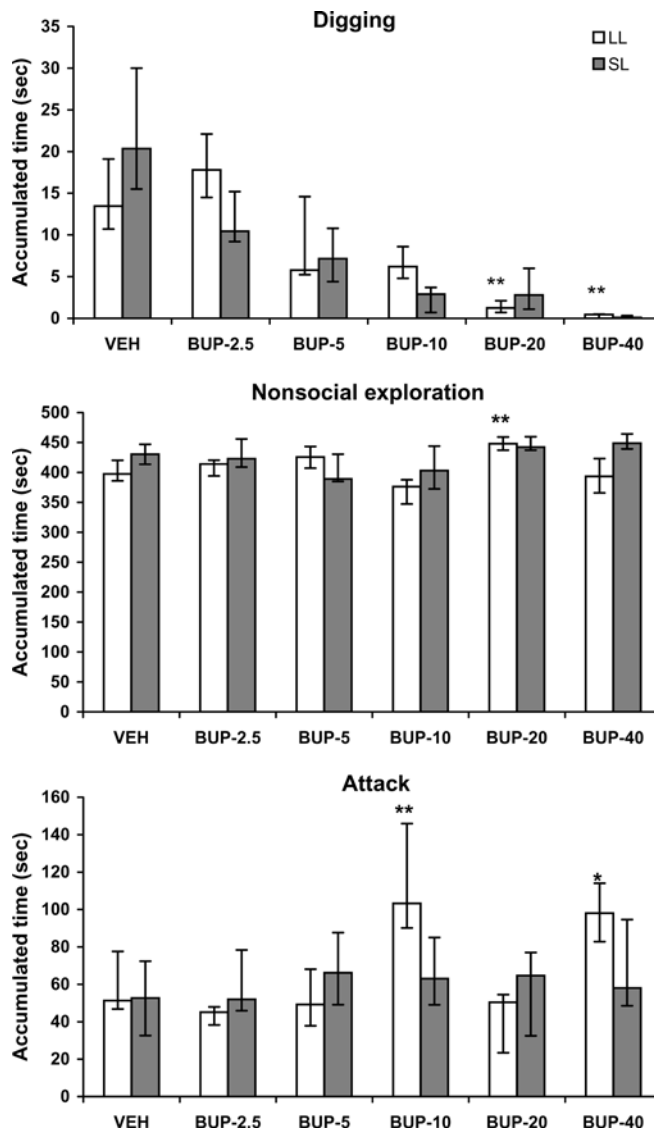 Digging
Accumulated time (sec)
35
30
25
20
15
10
5
0
LL
SL
** **
VEH BUP-2.5 BUP-5 BUP-10 BUP-20 BUP-40
Nonsocial exploration
Accumulated time (sec)
500
450
400
350
300
250
200
150
100
50
0
**
VEH BUP-2.5 BUP-5 BUP-10 BUP-20 BUP-40
Attack
Accumulated time (sec)
160
140
120
100
80
60
40
20
0
** *
VEH BUP-2.5 BUP-5 BUP-10 BUP-20 BUP-40